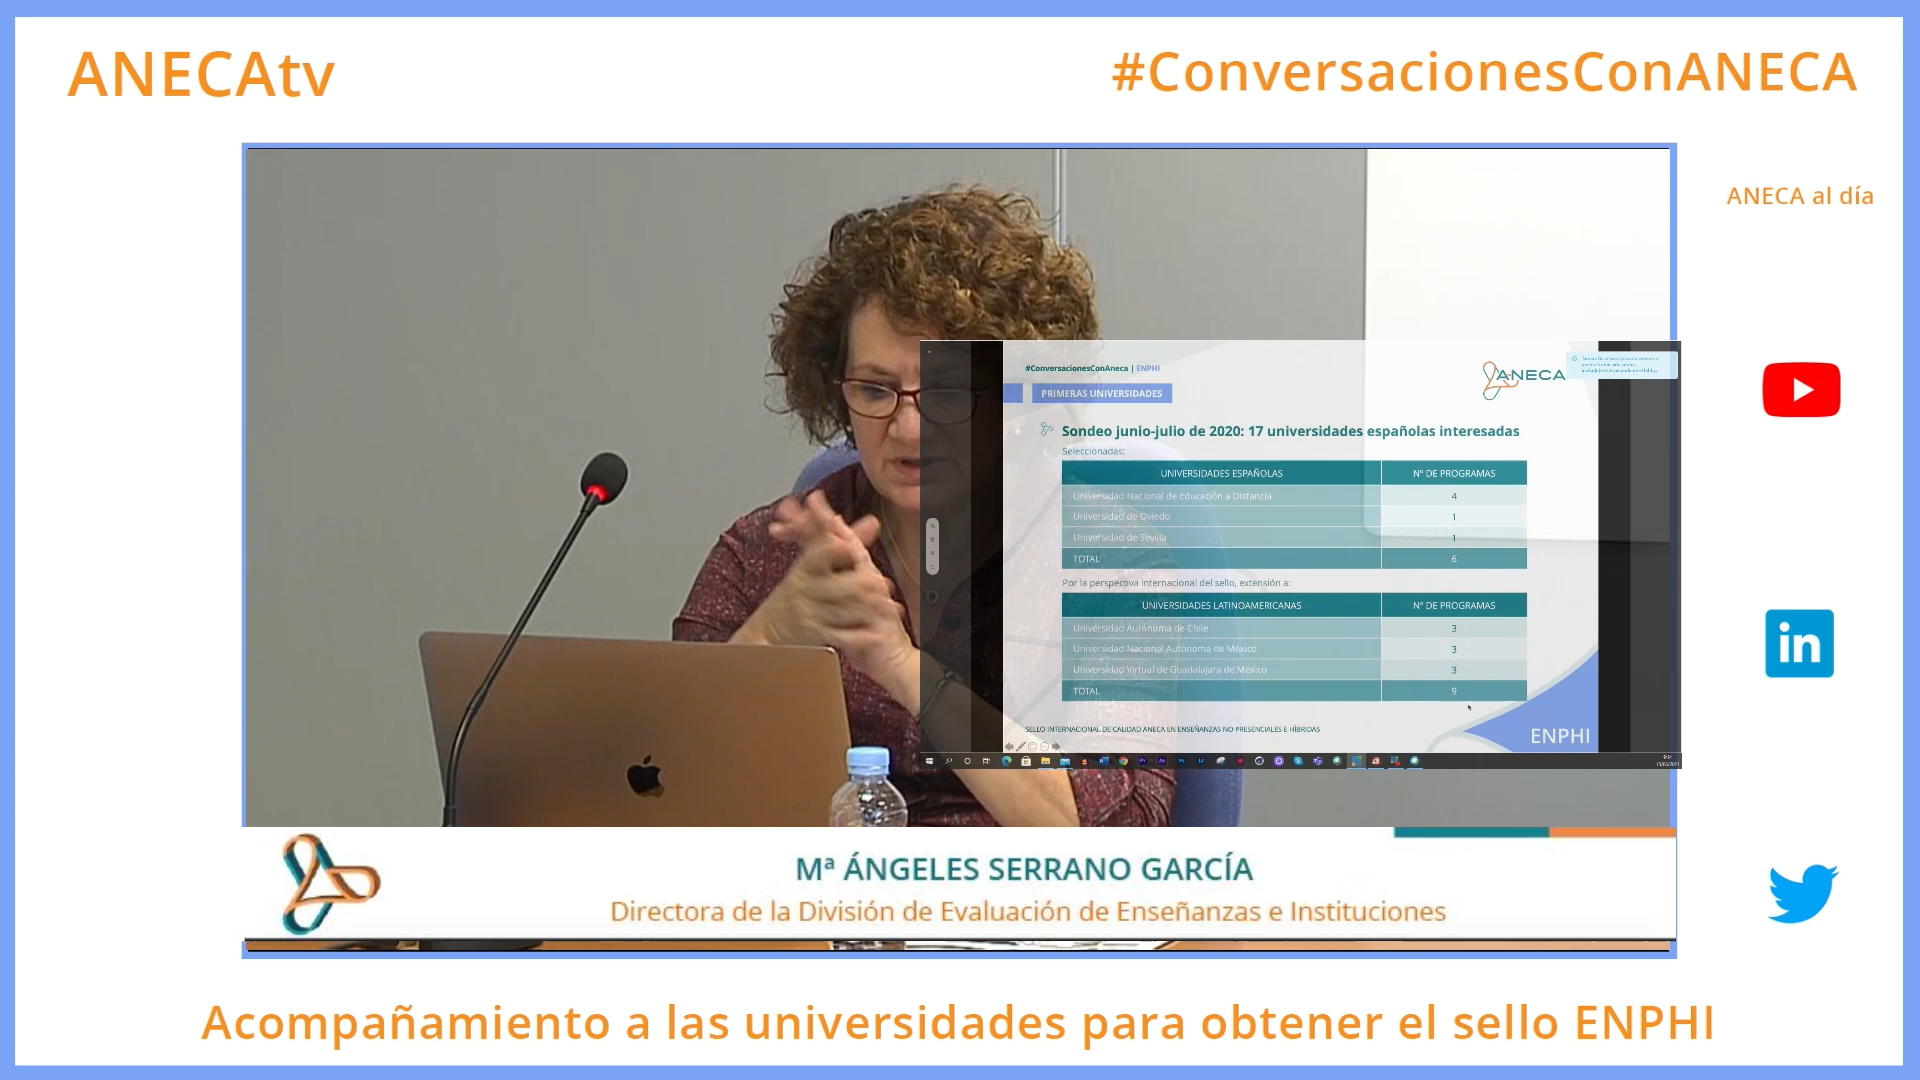 ANECAtv
#ConversacionesConANECA
ANECA al día
#ConversacionesConAneca | ENPHI
ANECA
PRIMERAS UNIVERSIDADES
Sondeo junio-julio de 2020: 17 universidades españolas interesadas
Seleccionadas:
UNIVERSIDADES ESPAÑOLAS Nº DE PROGRAMAS
Universidad Nacional de Educación a Distancia 4
Universidad de Oviedo 1
Universidad de Sevilla 1
TOTAL 6
Por la perspectiva internacional del sello, extensión a:
UNIVERSIDADES LATINOAMERICANAS Nº DE PROGRAMAS
Universidad Autónoma de Chile 3
Universidad Nacional Autónoma de México 3
Universidad Virtual de Guadalajara de México 3
TOTAL 9
SELLO INTERNACIONAL DE CALIDAD ANECA EN ENSEÑANZAS NO PRESENCIALES E HÍBRIDAS
ENPHI
in
Mª ÁNGELES SERRANO GARCÍA
Directora de la División de Evaluación de Enseñanzas e Instituciones
Acompañamiento a las universidades para obtener el sello ENPHI